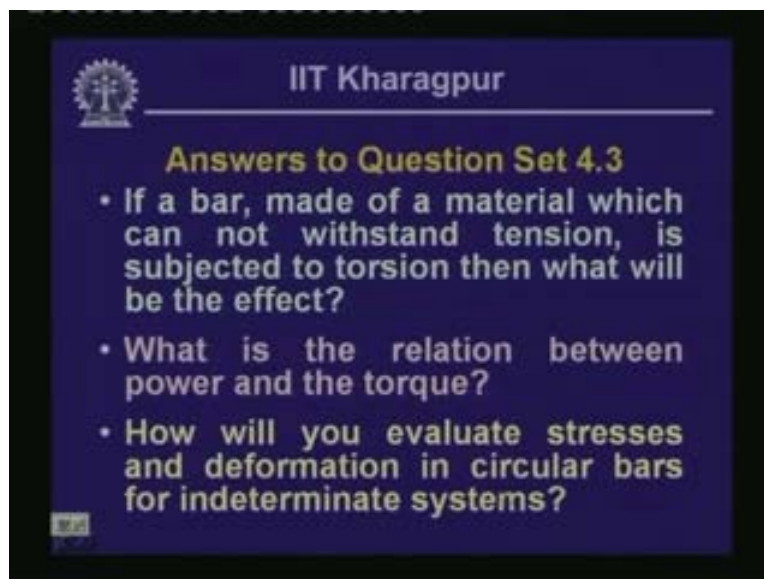 IIT Kharagpur
Answers to Question Set 4.3
• If a bar, made of a material which
can not withstand tension, is
subjected to torsion then what will
be the effect?
• What is the relation between
power and the torque?
• How will you evaluate stresses
and deformation in circular bars
for indeterminate systems?